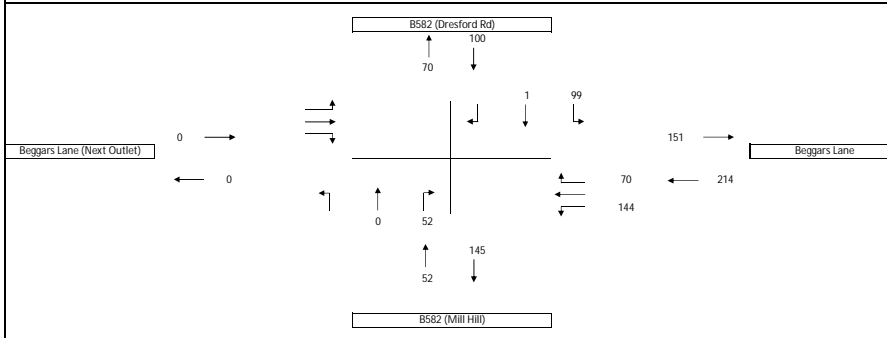 B582 (Dresford Rd)
100
70
1 99
0 151
Beggars Lane (Next Outlet) Beggars Lane
0 70 214
144
0 52
145
52
B582 (Mill Hill)